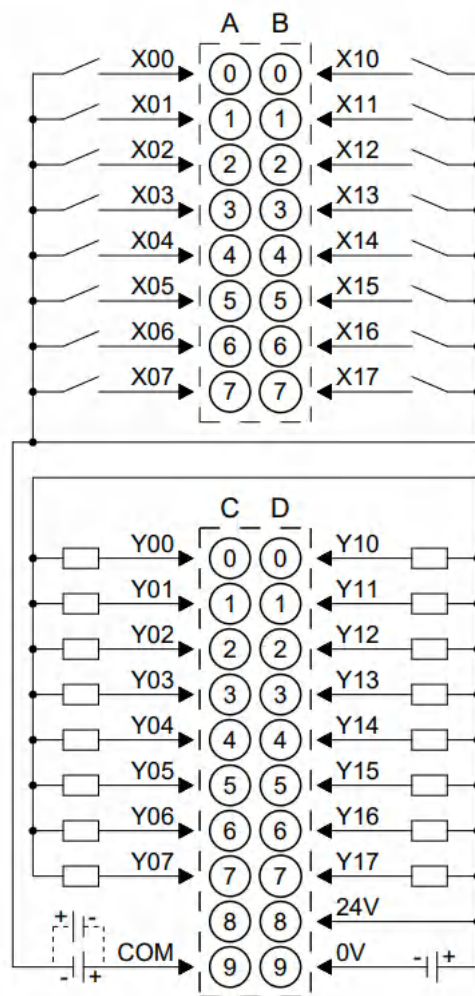 A B
X00 0 0 X10
X01 1 1 X11
X02 2 2 X12
X03 3 3 X13
X04 4 4 X14
X05 5 5 X15
X06 6 6 X16
X07 7 7 X17
C D
Y00 0 0 Y10
Y01 1 1 Y11
Y02 2 2 Y12
Y03 3 3 Y13
Y04 4 4 Y14
Y05 5 5 Y15
Y06 6 6 Y16
Y07 7 7 Y17
+ - 8 8 24V
- + COM 9 9 0V - +